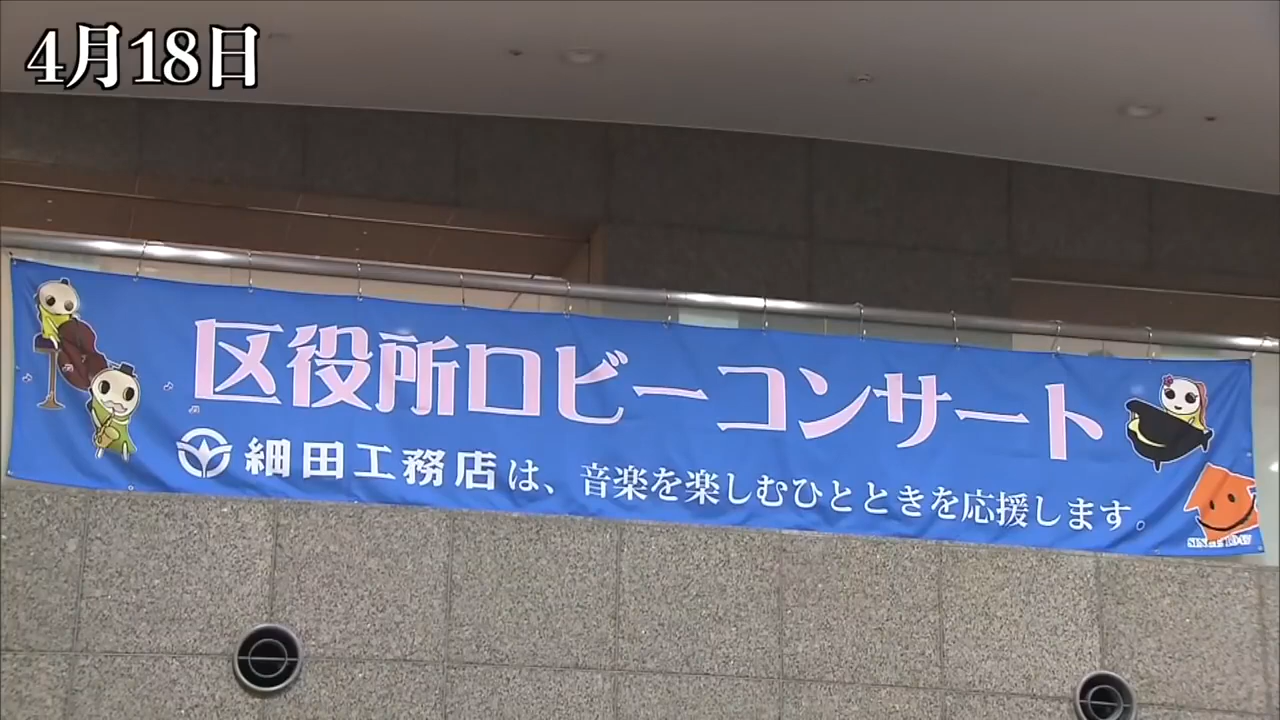 4月18日
区役所ロビーコンサート
細田工務店は、音楽を楽しむひとときを応援します。